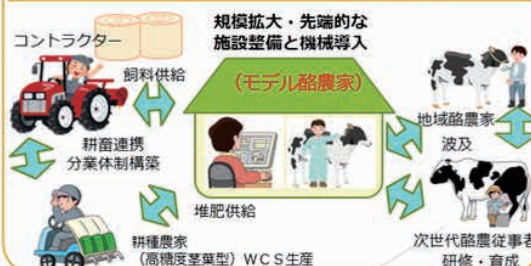 規模拡大・先端的な
施設整備と機械導入
コントラクター
飼料供給
(モデル酪農家)
耕畜連携
分業体制構築
地域酪農家
波及
堆肥供給
耕種農家
(高糖度茎葉型)WCS生産
次世代酪農従事者
研修・育成